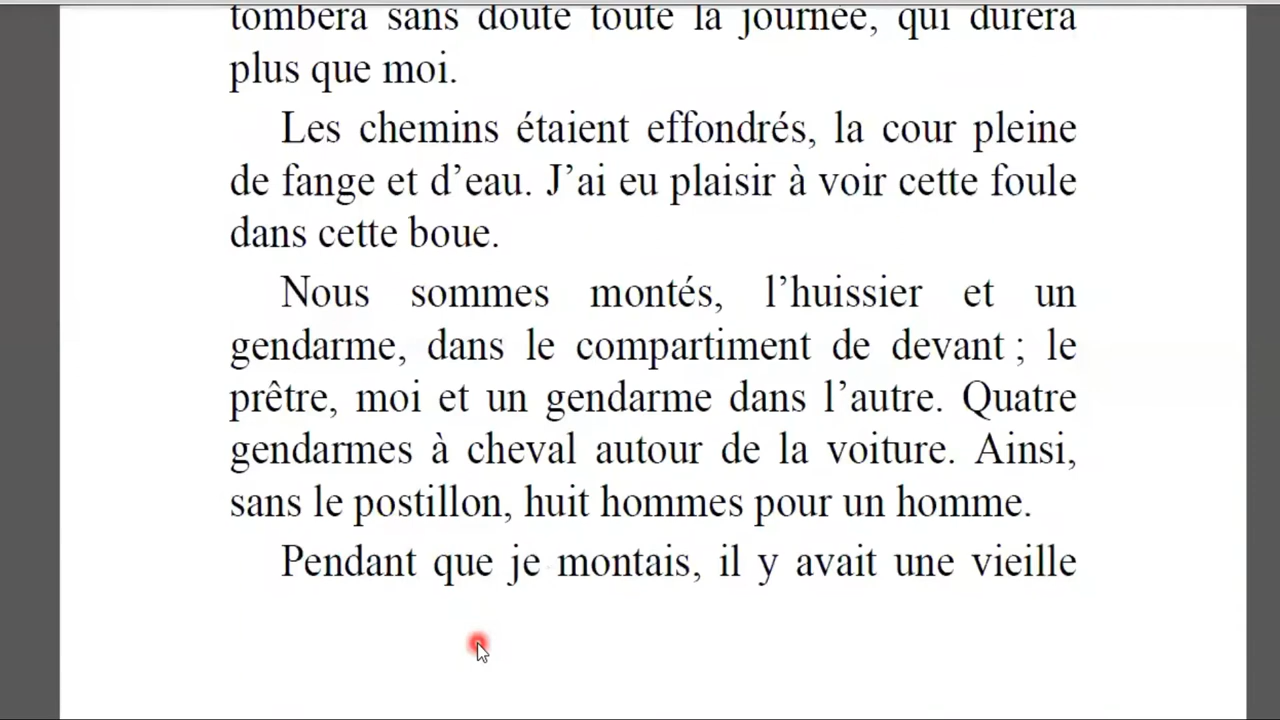 tombera sans doute toute la journée, qui durera
plus que moi.
Les chemins étaient effondrés, la cour pleine
de fange et d’eau. J’ai eu plaisir à voir cette foule
dans cette boue.
Nous sommes montés, l’huissier et un
gendarme, dans le compartiment de devant ; le
prêtre, moi et un gendarme dans l’autre. Quatre
gendarmes à cheval autour de la voiture. Ainsi,
sans le postillon, huit hommes pour un homme.
Pendant que je montais, il y avait une vieille